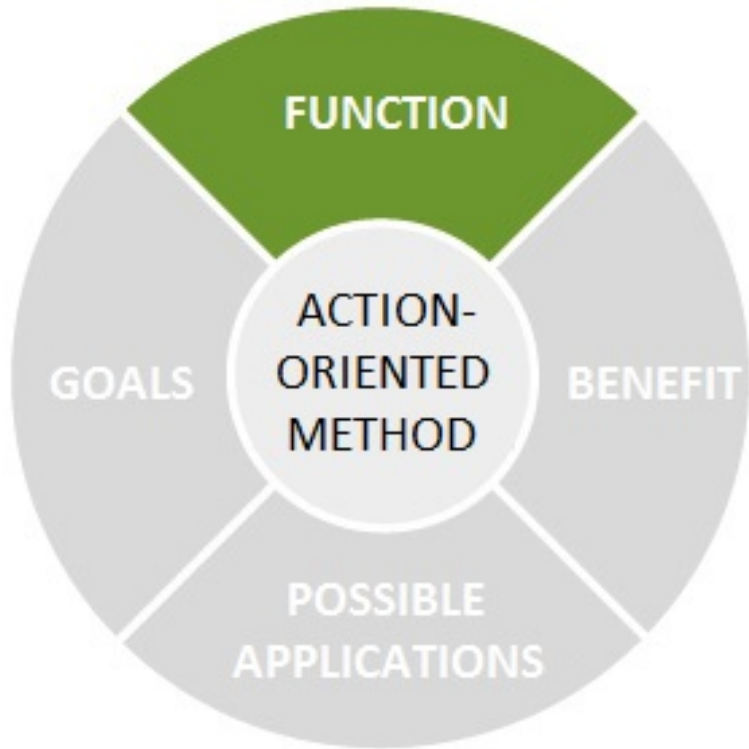 FUNCTION
ACTION-
ORIENTED
METHOD
GOALS
BENEFIT
POSSIBLE
APPLICATIONS